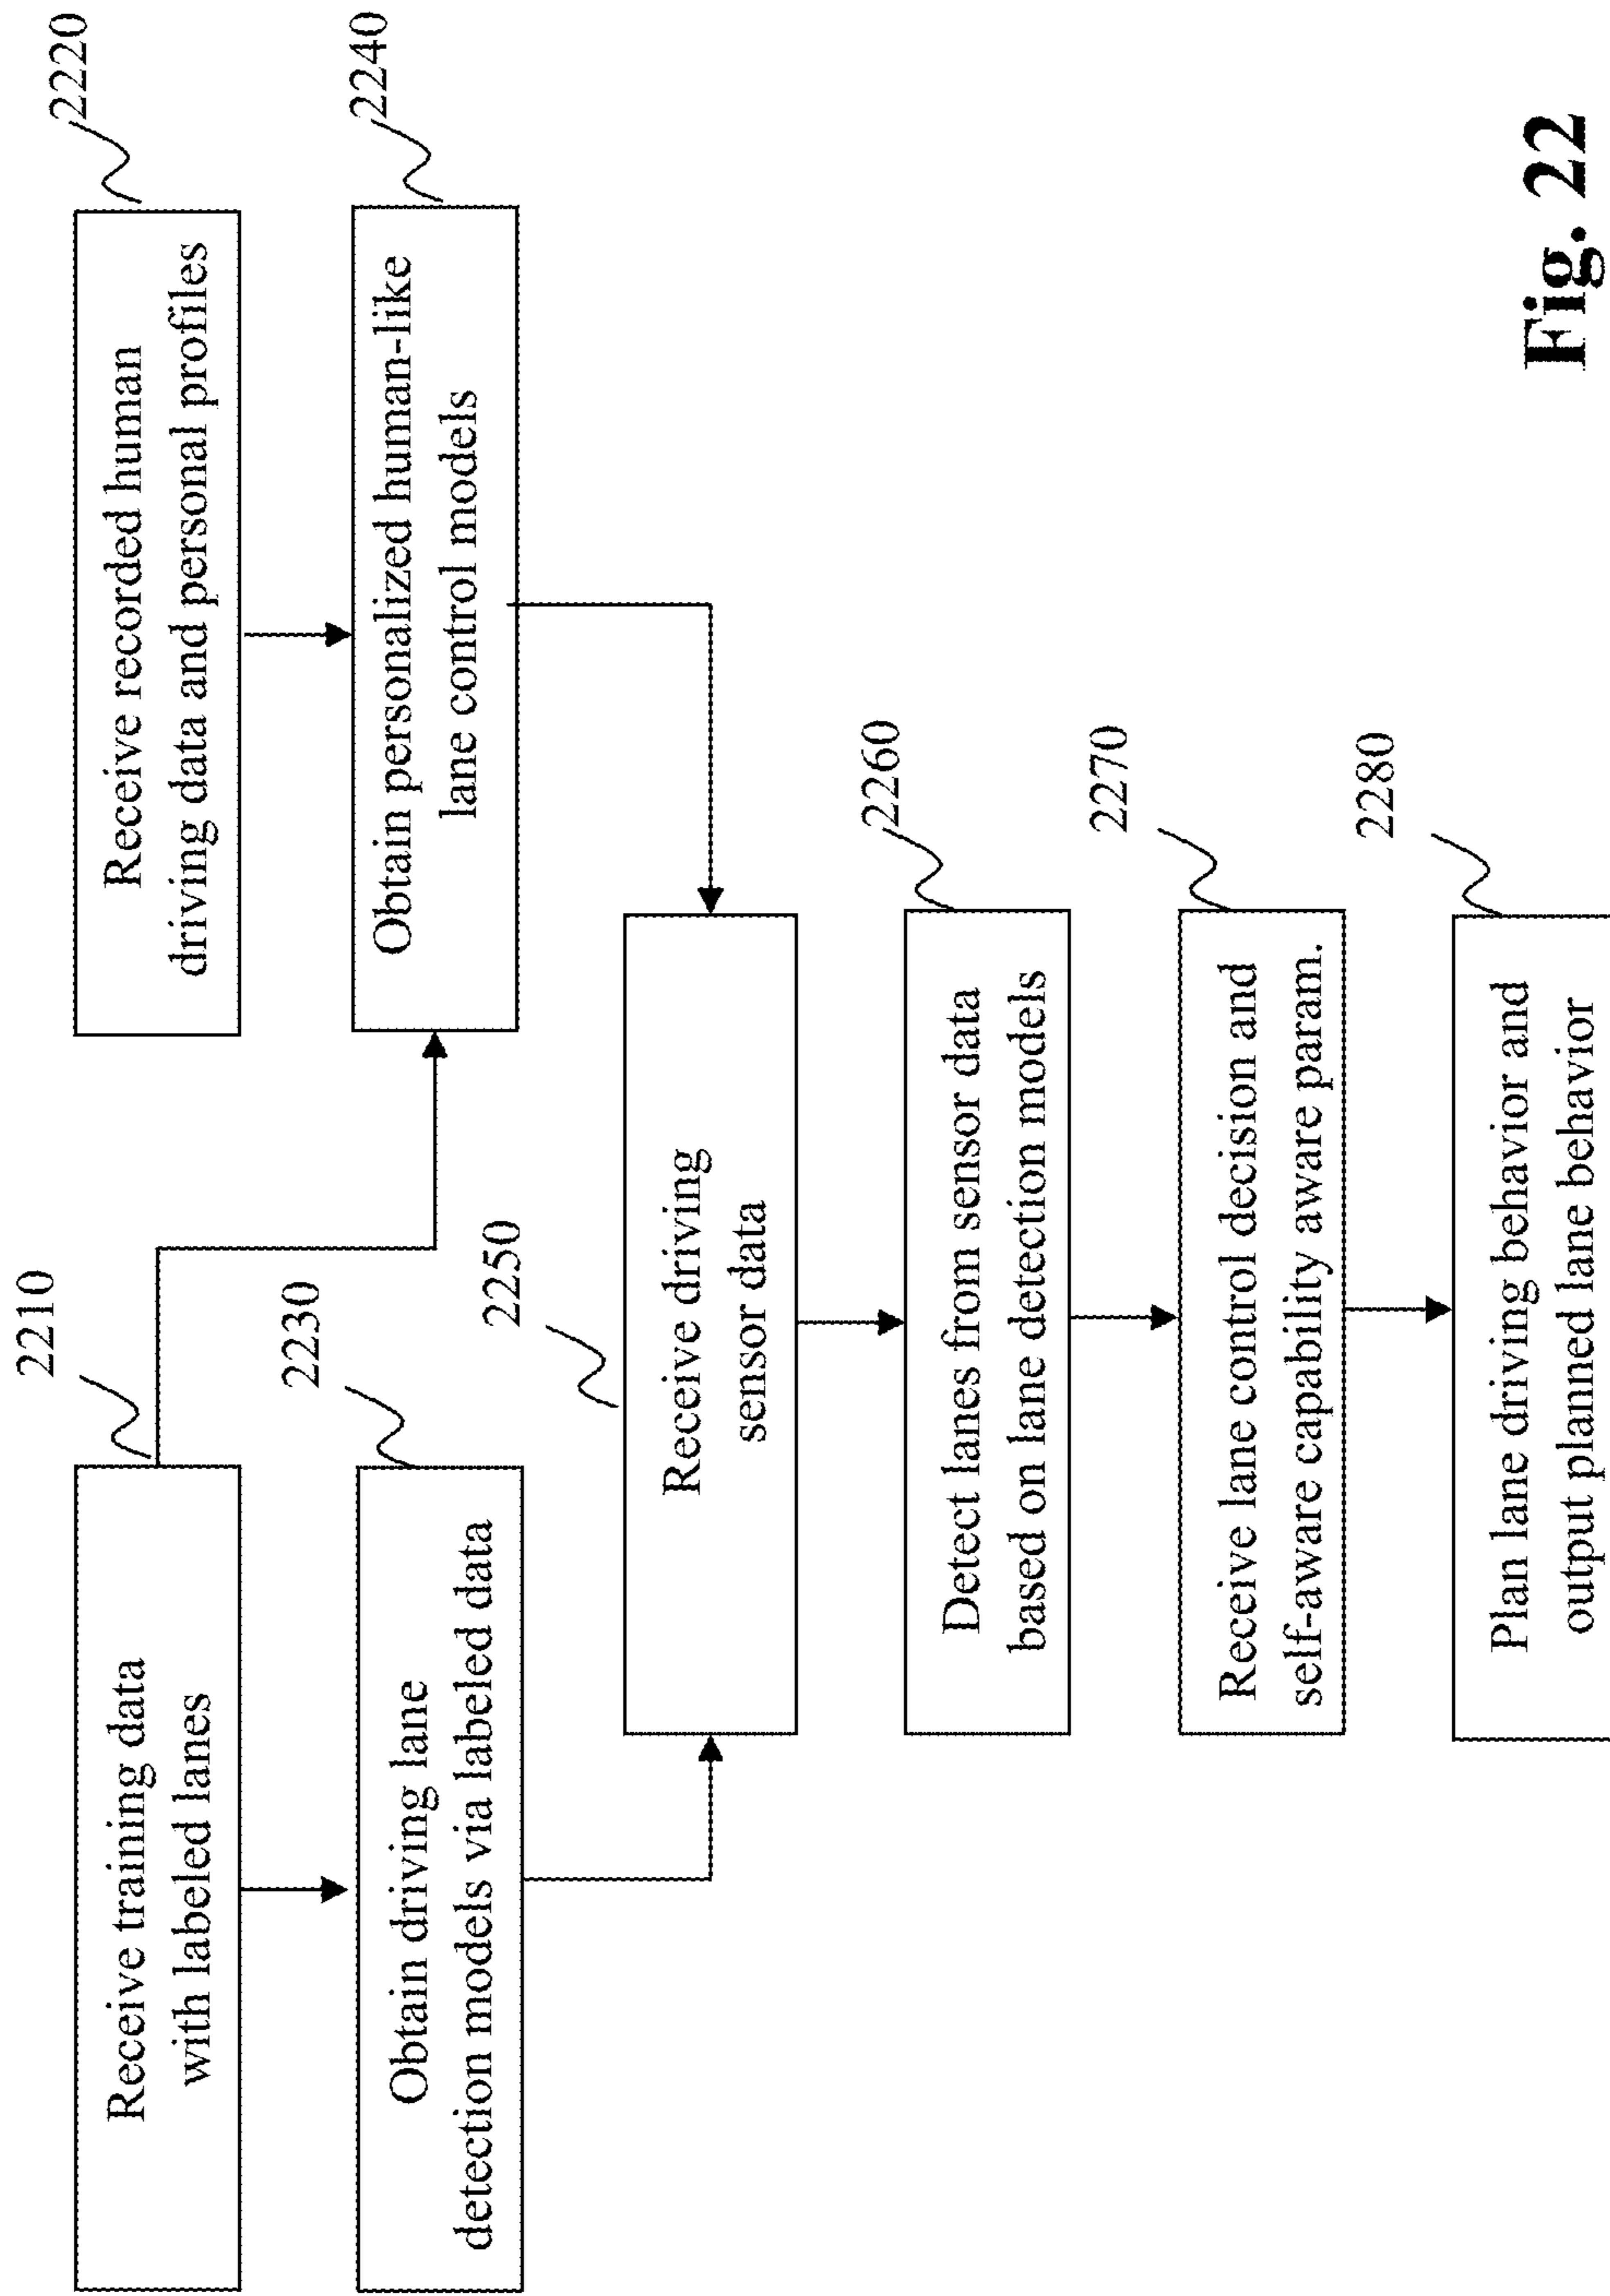 2210
Receive training data
with labeled lanes
2220
Receive recorded human
driving data and personal profiles
2230
Obtain driving lane
detection models via labeled data
2240
Obtain personalized human-like
lane control models
2250
Receive driving
sensor data
2260
Detect lanes from sensor data
based on lane detection models
2270
Receive lane control decision and
self-aware capability aware param.
2280
Plan lane driving behavior and
output planned lane behavior
Fig. 22